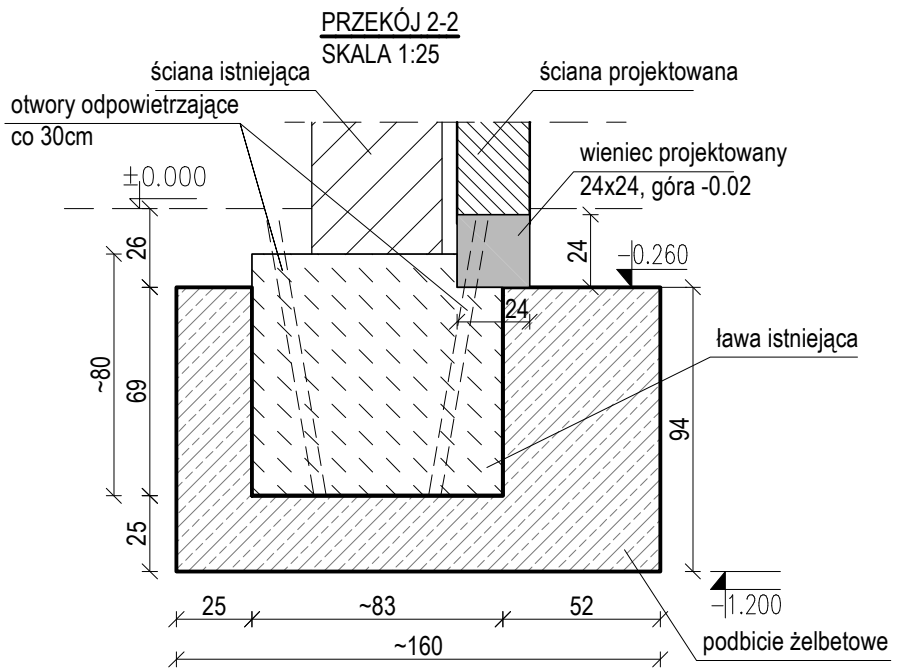 PRZEKÓJ 2-2
SKALA 1:25
ściana istniejąca
ściana projektowana
otwory odpowietrzające
co 30cm
wieniec projektowany
24x24, góra -0.02
±0.000
26
24
-0.260
24
ława istniejąca
~80
69
94
25
25
~83
52
-1.200
~160
podbicie żelbetowe